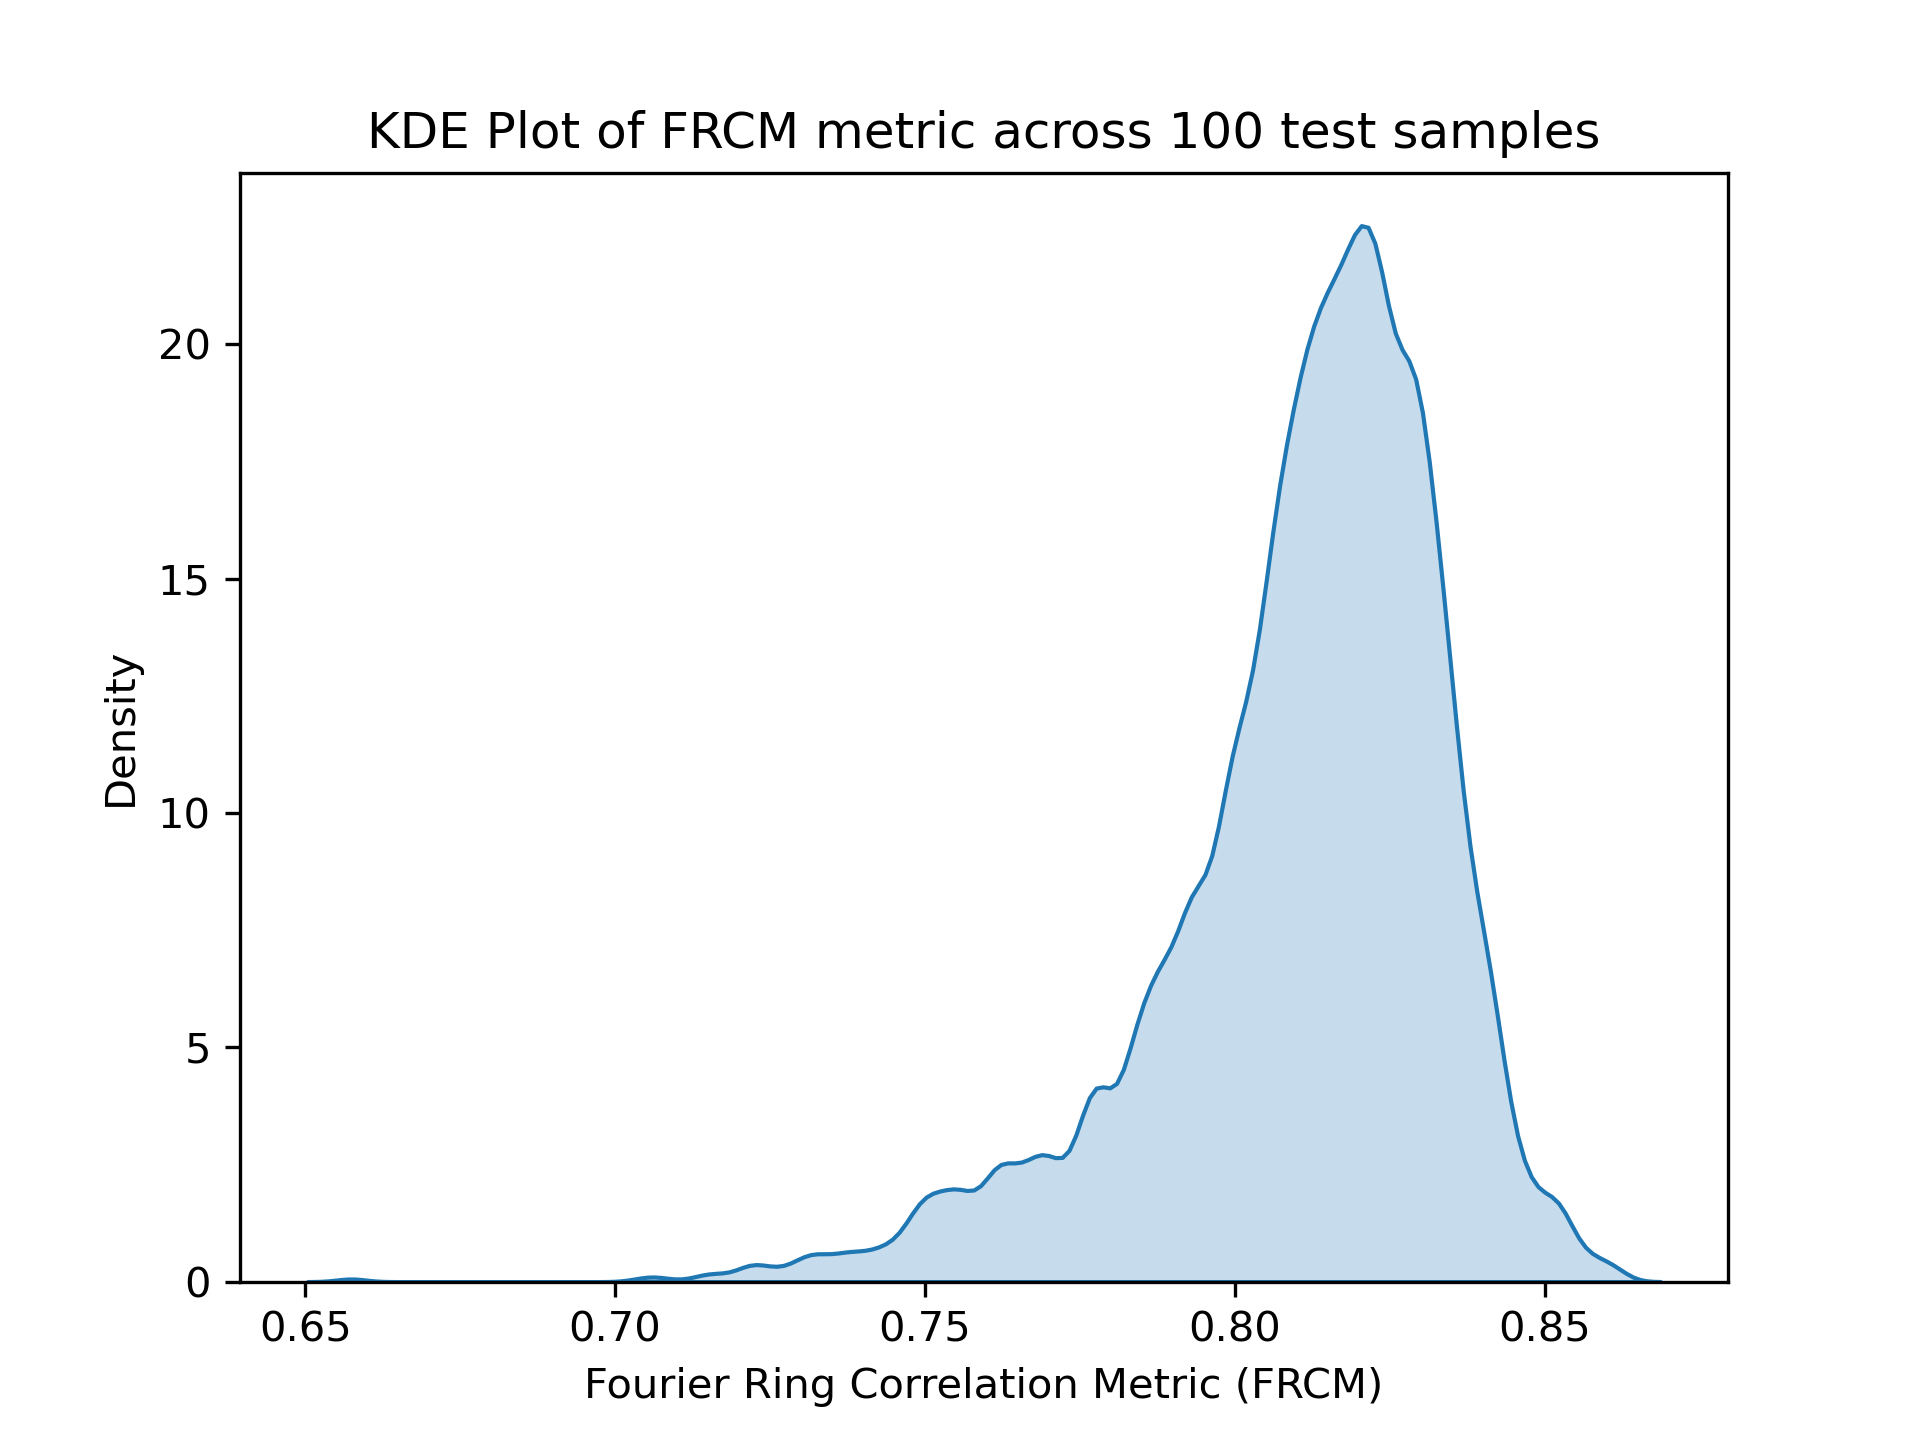 KDE Plot of FRCM metric across 100 test samples
20
15
10
5
0
Density
0.65 0.70 0.75 0.80 0.85
Fourier Ring Correlation Metric (FRCM)